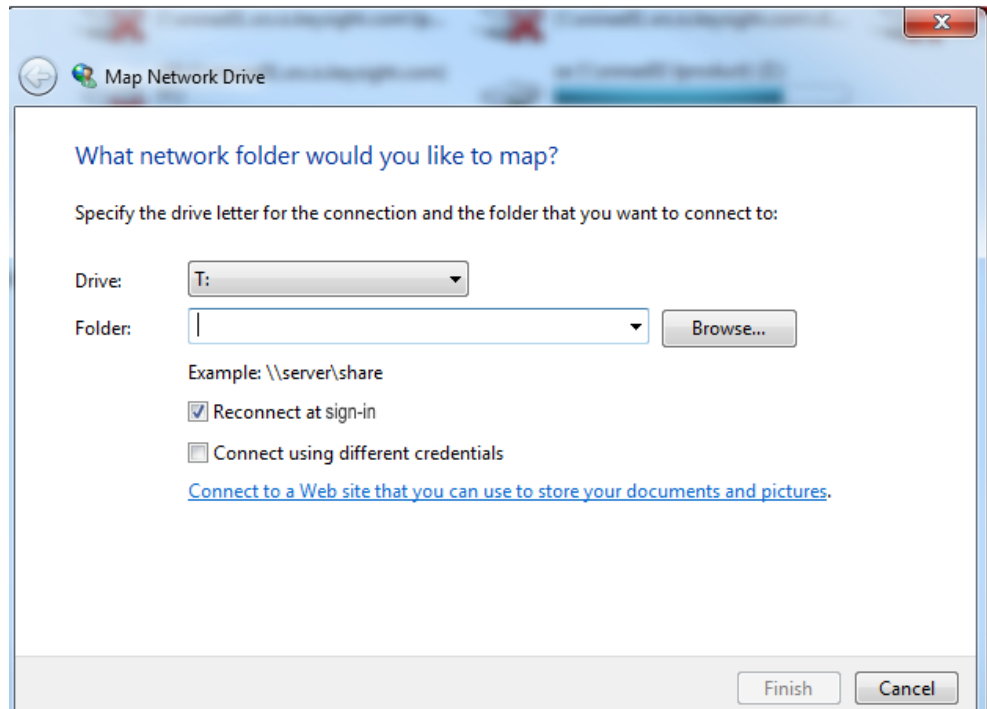 Map Network Drive
What network folder would you like to map?
Specify the drive letter for the connection and the folder that you want to connect to:
Drive: T:
Folder: Browse...
Example: \\server\share
Reconnect at sign-in
Connect using different credentials
Connect to a Web site that you can use to store your documents and pictures.
Finish Cancel